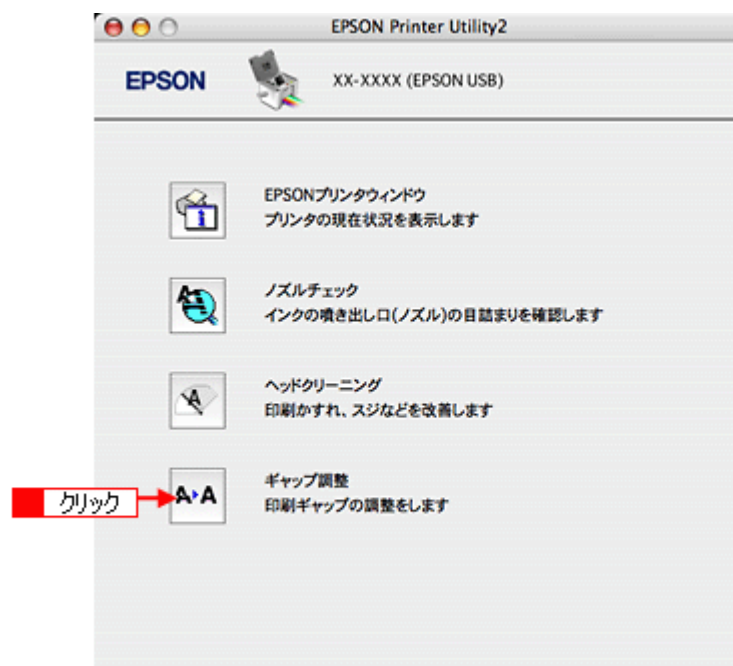 EPSON Printer Utility2
EPSON
XX-XXXX (EPSON USB)
EPSONプリンタウィンドウ
プリンタの現在状況を表示します
ノズルチェック
インクの噴き出し口(ノズル)の目詰まりを確認します
ヘッドクリーニング
印刷かすれ、スジなどを改善します
ギャップ調整
印刷ギャップの調整をします
クリック
A A